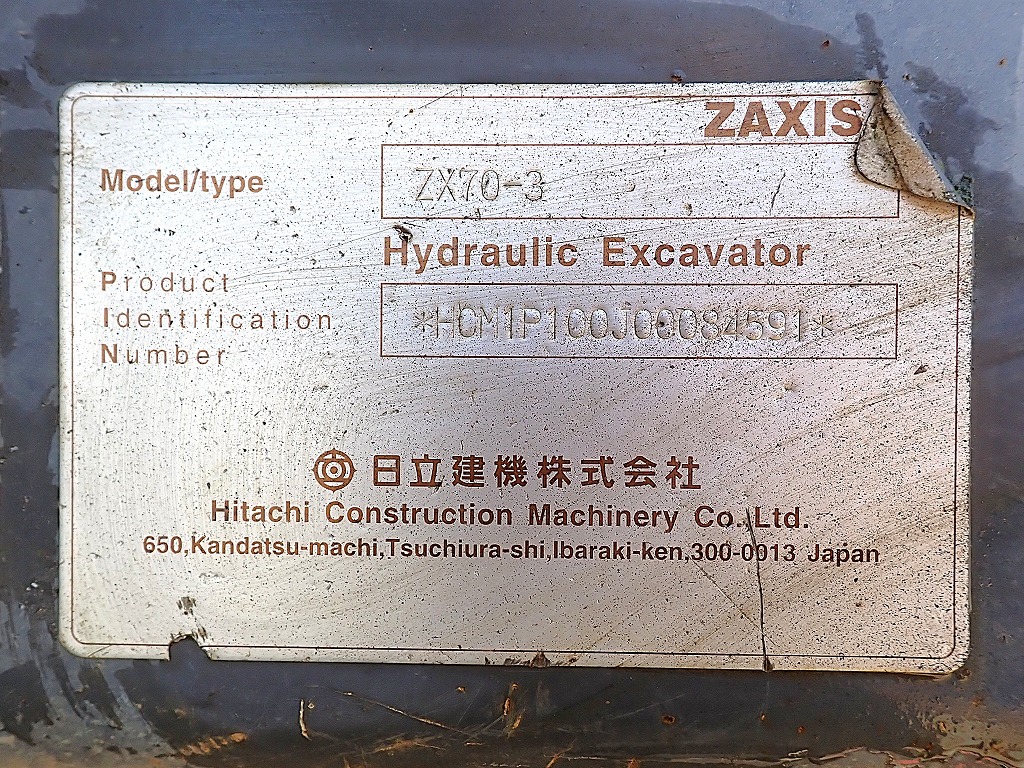 ZAXIS
Model/type
ZX70-3
Hydraulic Excavator
Product
Identification
Number
*HCM1P100J00084591*
日立建機株式会社
Hitachi Construction Machinery Co.,Ltd.
650,Kandatsu-machi,Tsuchiura-shi,Ibaraki-ken,300-0013 Japan